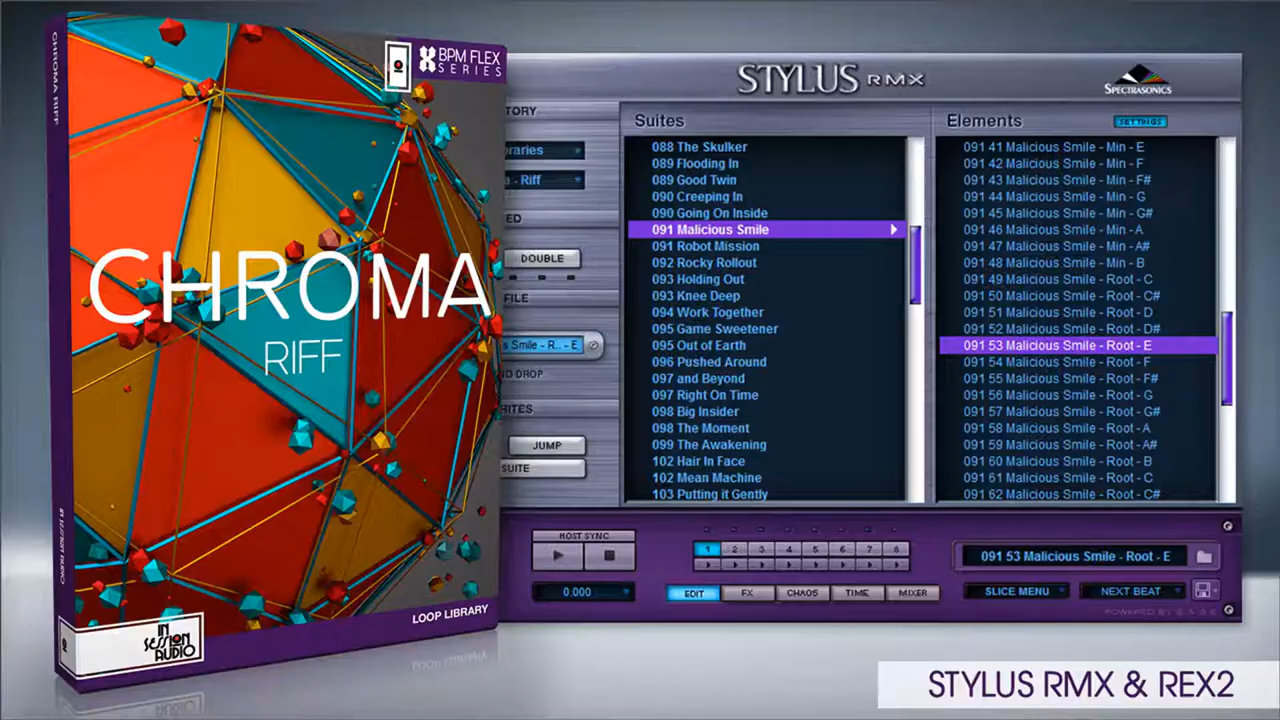 CHROMA RIFF
IN SESSION AUDIO
BPM FLEX
SERIES
CHROMA
RIFF
LOOP LIBRARY
IN
SESSION
AUDIO
STYLUS RMX
SPECTRASONICS
TORY
raries
a - Riff
ED
DOUBLE
FILE
s Smile - R.. - E
ND DROP
RITES
JUMP
SUITE
Suites
088 The Skulker
089 Flooding In
089 Good Twin
090 Creeping In
090 Going On Inside
091 Malicious Smile
091 Robot Mission
092 Rocky Rollout
093 Holding Out
093 Knee Deep
094 Work Together
095 Game Sweetener
095 Out of Earth
096 Pushed Around
097 and Beyond
097 Right On Time
098 Big Insider
098 The Moment
099 The Awakening
102 Hair In Face
102 Mean Machine
103 Putting it Gently
Elements
SETTINGS
091 41 Malicious Smile - Min - E
091 42 Malicious Smile - Min - F
091 43 Malicious Smile - Min - F#
091 44 Malicious Smile - Min - G
091 45 Malicious Smile - Min - G#
091 46 Malicious Smile - Min - A
091 47 Malicious Smile - Min - A#
091 48 Malicious Smile - Min - B
091 49 Malicious Smile - Root - C
091 50 Malicious Smile - Root - C#
091 51 Malicious Smile - Root - D
091 52 Malicious Smile - Root - D#
091 53 Malicious Smile - Root - E
091 54 Malicious Smile - Root - F
091 55 Malicious Smile - Root - F#
091 56 Malicious Smile - Root - G
091 57 Malicious Smile - Root - G#
091 58 Malicious Smile - Root - A
091 59 Malicious Smile - Root - A#
091 60 Malicious Smile - Root - B
091 61 Malicious Smile - Root - C
091 62 Malicious Smile - Root - C#
HOST SYNC
0.000
1 2 3 4 5 6 7 8
EDIT FX CHAOS TIME MIXER
091 53 Malicious Smile - Root - E
SLICE MENU NEXT BEAT
POWERED BY SAGE
STYLUS RMX & REX2